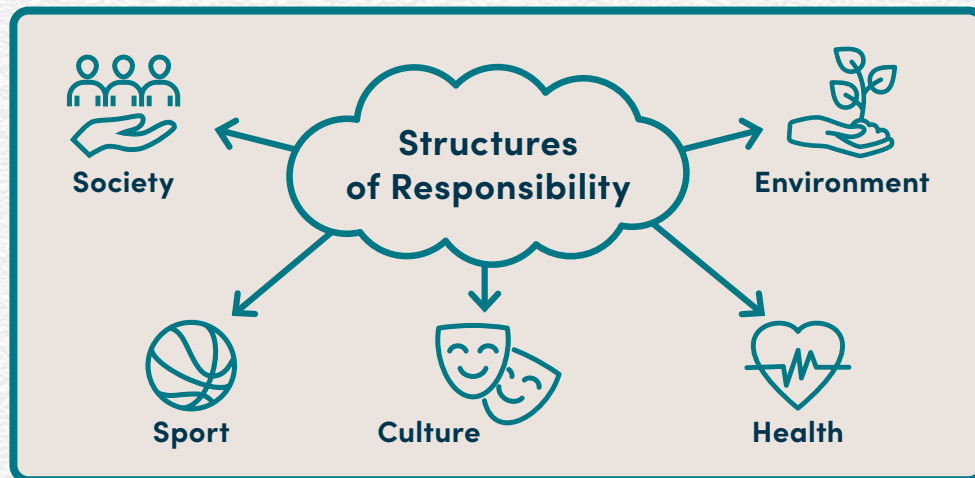 Structures
of Responsibility
Society
Environment
Sport
Culture
Health